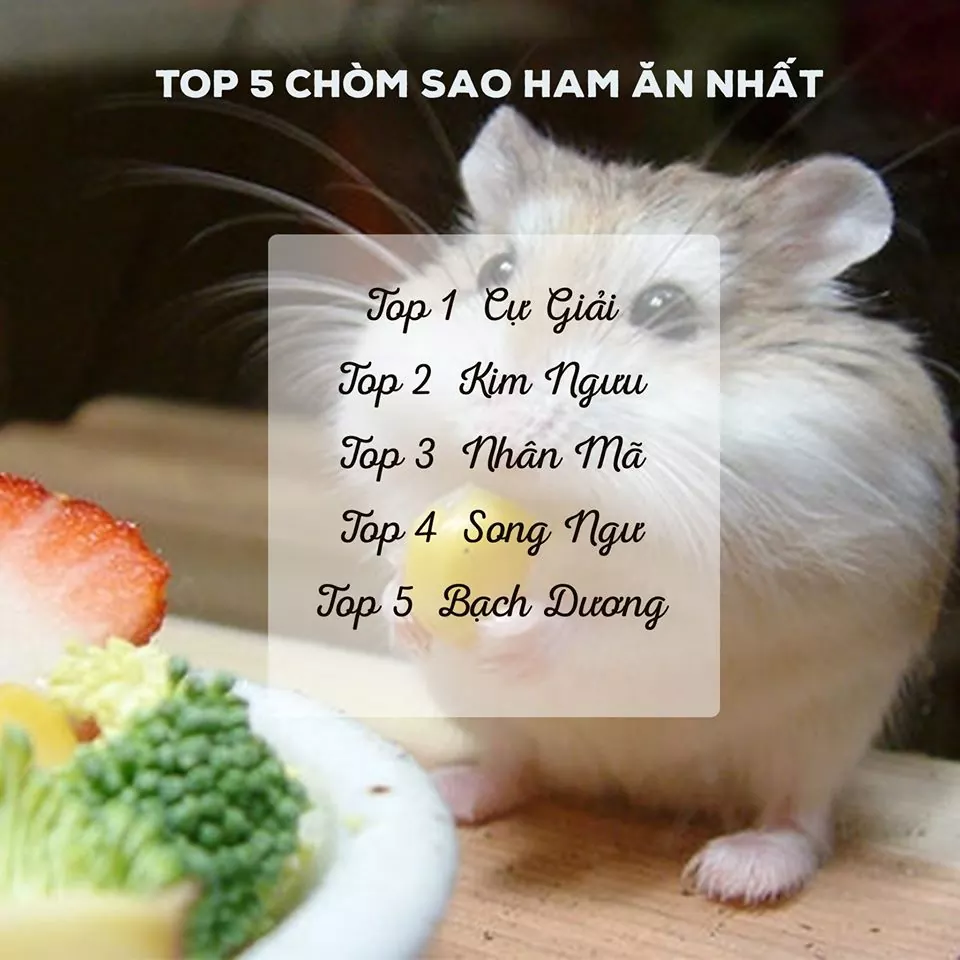 TOP 5 CHÒM SAO HAM ĂN NHẤT
Top 1 Cự Giải
Top 2 Kim Ngưu
Top 3 Nhân Mã
Top 4 Song Ngư
Top 5 Bạch Dương